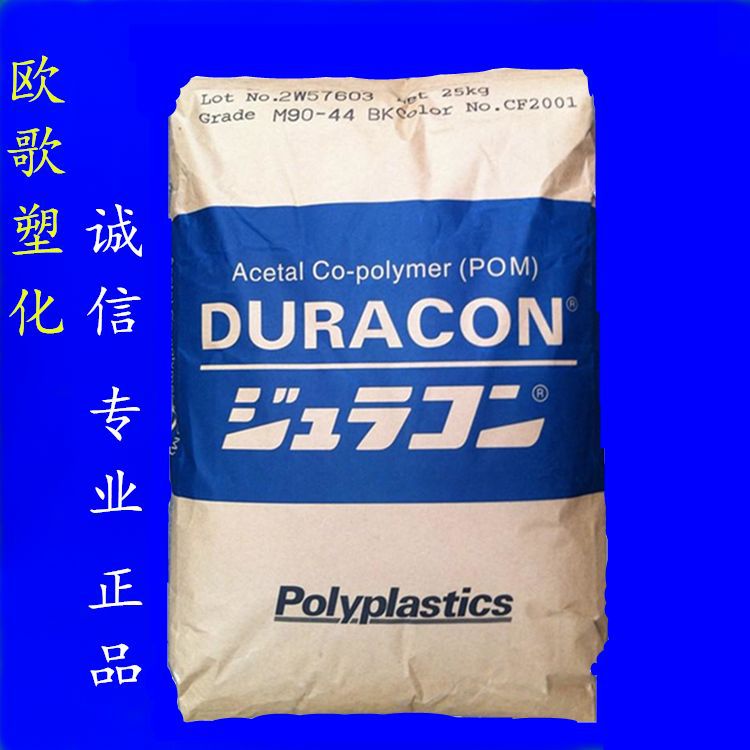 欧歌塑化
诚信 专业 正品
Lot No.2W57603 Net 25kg
Grade M90-44 BK Color No.CF2001
Acetal Co-polymer (POM)
DURACON®
ジュラコン®
Polyplastics